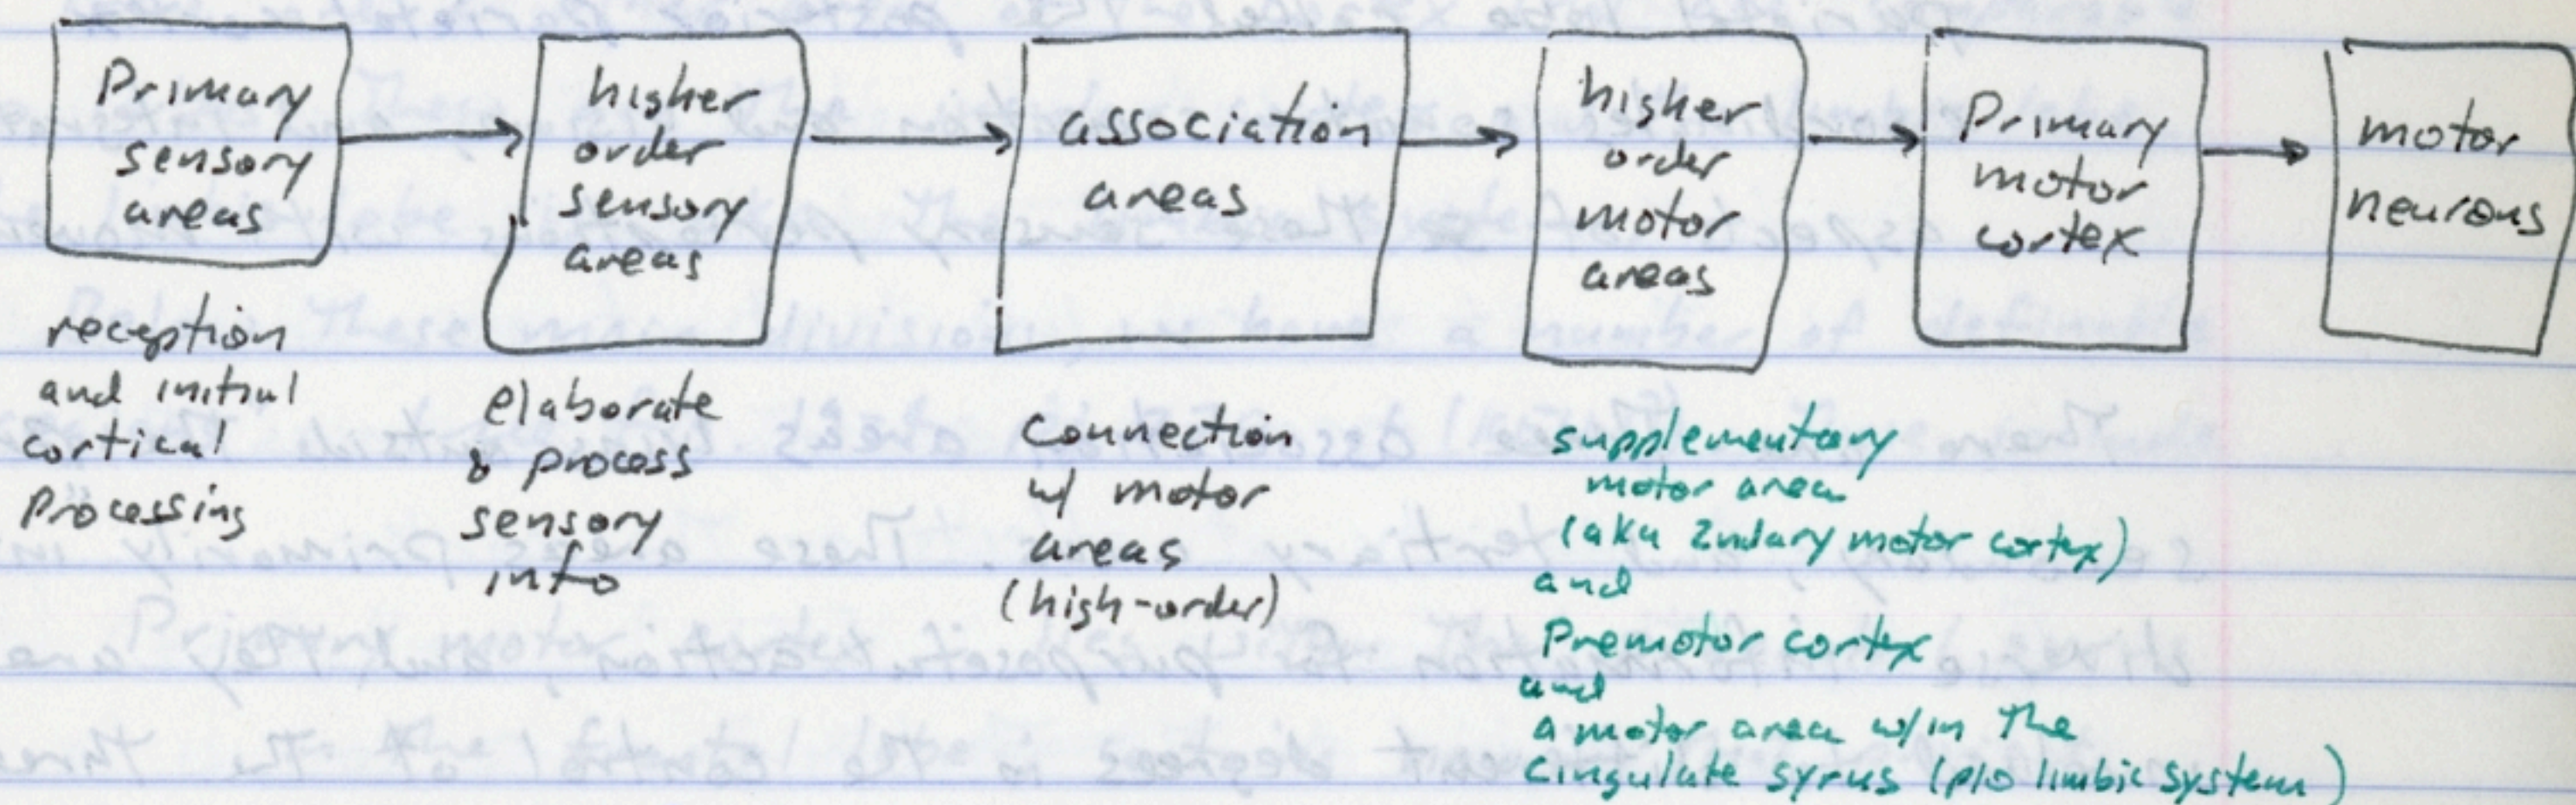 Primary
sensory
areas
reception
and initial
cortical
Processing
higher
order
sensory
areas
elaborate
& process
sensory
info
association
areas
Connection
w/ motor
areas
(high-order)
higher
order
motor
areas
supplementary
motor area
(aka 2ndary motor cortex)
and
Premotor cortex
and
a motor area w/in the
cingulate gyrus (p/o limbic system)
Primary
motor
cortex
motor
neurons